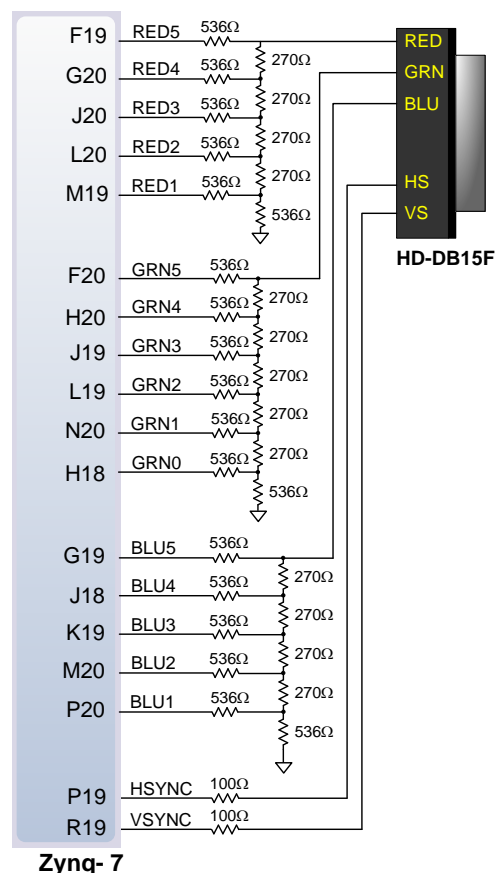 F19 RED5 536Ω RED
270Ω
G20 RED4 536Ω GRN
270Ω
J20 RED3 536Ω BLU
270Ω
L20 RED2 536Ω
270Ω
M19 RED1 536Ω HS
536Ω VS
HD-DB15F
F20 GRN5 536Ω
270Ω
H20 GRN4 536Ω
270Ω
J19 GRN3 536Ω
270Ω
L19 GRN2 536Ω
270Ω
N20 GRN1 536Ω
270Ω
H18 GRN0 536Ω
536Ω
G19 BLU5 536Ω
270Ω
J18 BLU4 536Ω
270Ω
K19 BLU3 536Ω
270Ω
M20 BLU2 536Ω
270Ω
P20 BLU1 536Ω
536Ω
P19 HSYNC 100Ω
R19 VSYNC 100Ω
Zynq- 7